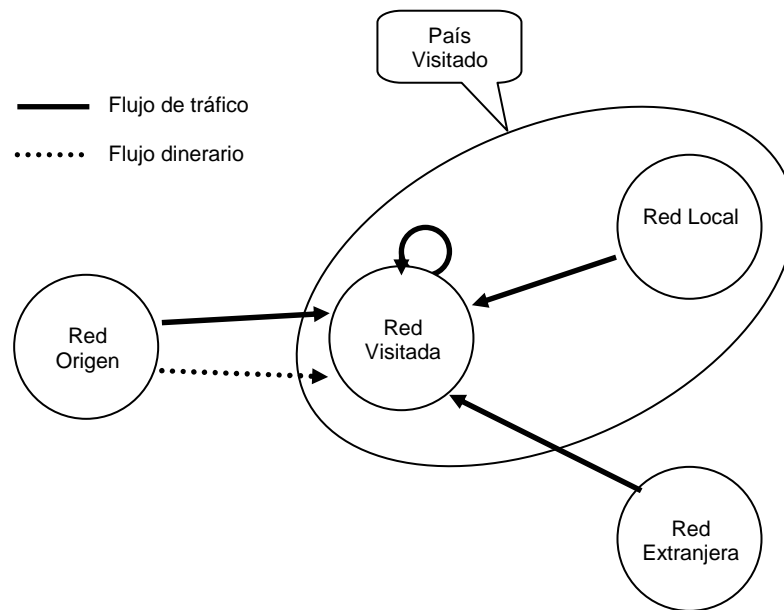 País
Visitado
Flujo de tráfico
Flujo dinerario
Red Local
Red
Origen
Red
Visitada
Red
Extranjera